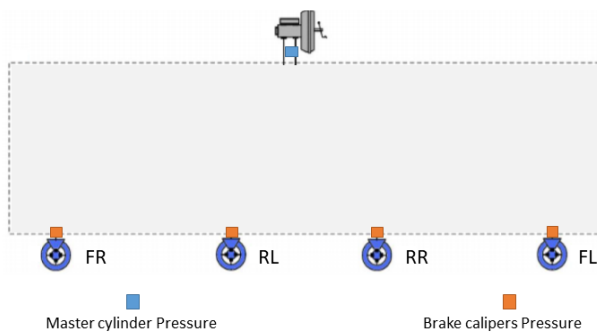 FR
RL
RR
FL
Master cylinder Pressure
Brake calipers Pressure